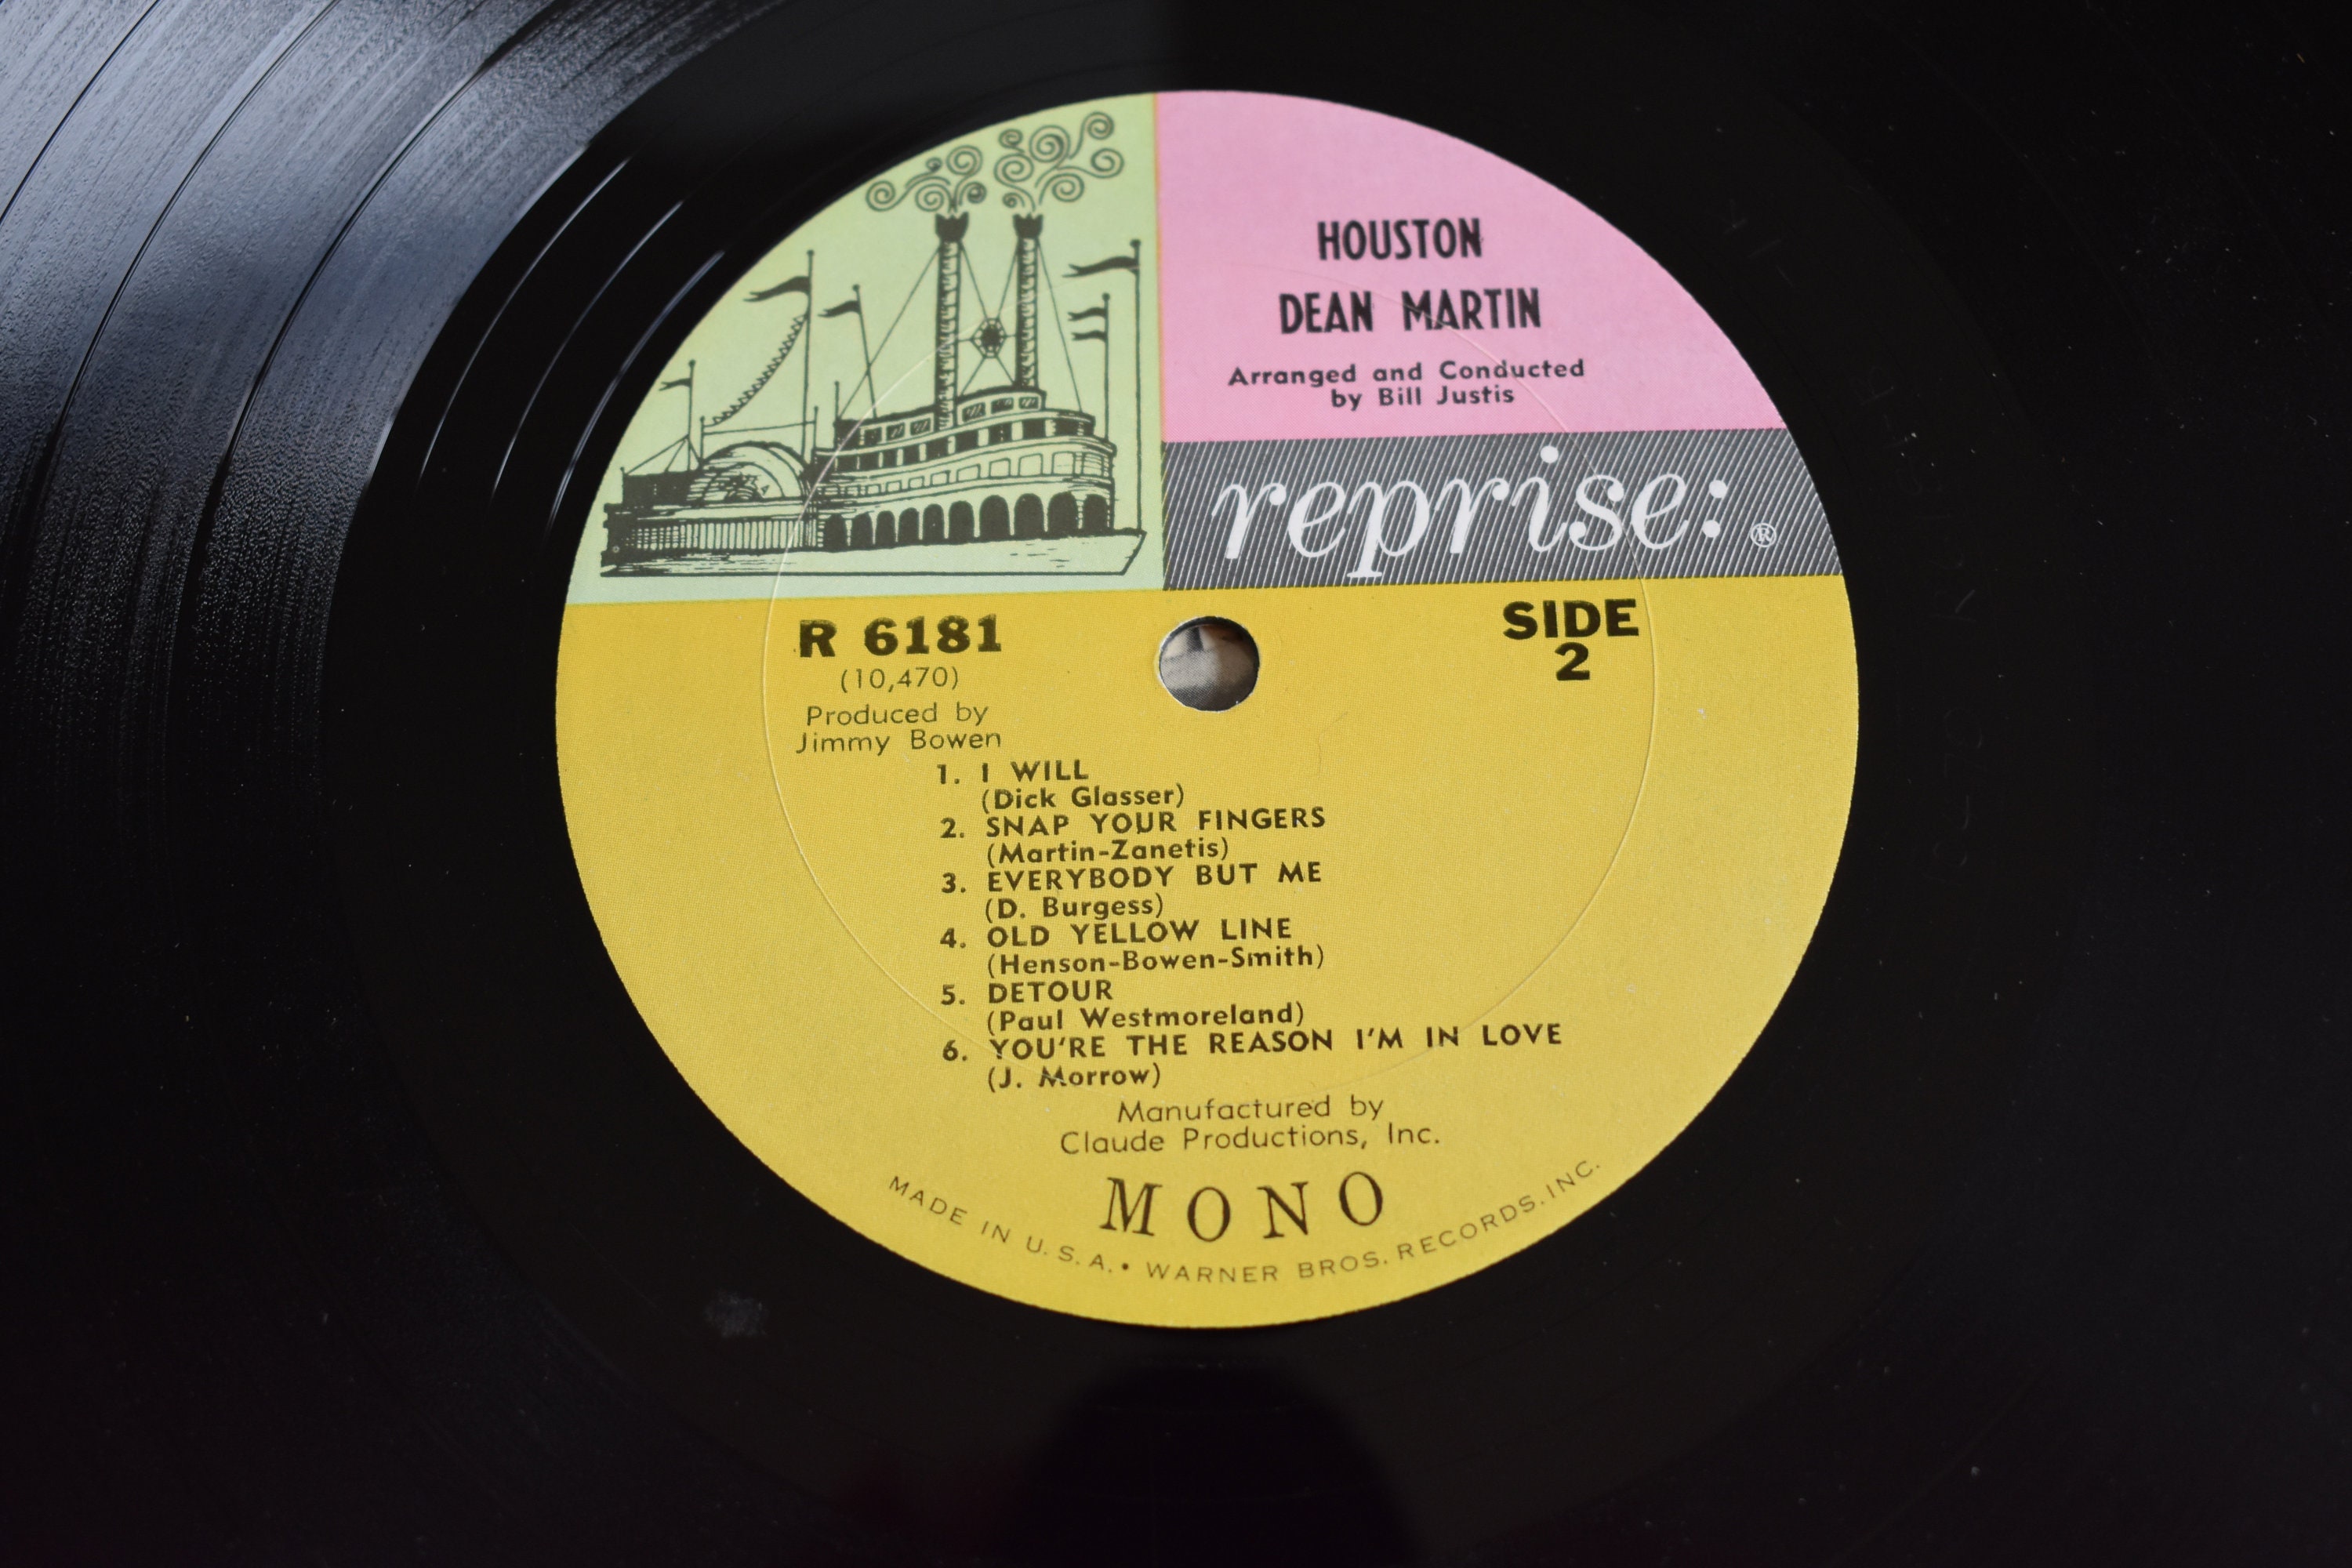 HOUSTON
DEAN MARTIN
Arranged and Conducted
by Bill Justis
reprise:®
R 6181
(10,470)
Produced by
Jimmy Bowen
SIDE
2
1. I WILL
(Dick Glasser)
2. SNAP YOUR FINGERS
(Martin-Zanetis)
3. EVERYBODY BUT ME
(D. Burgess)
4. OLD YELLOW LINE
(Henson-Bowen-Smith)
5. DETOUR
(Paul Westmoreland)
6. YOU'RE THE REASON I'M IN LOVE
(J. Morrow)
Manufactured by
Claude Productions, Inc.
MONO
MADE IN U.S.A. • WARNER BROS. RECORDS. INC.